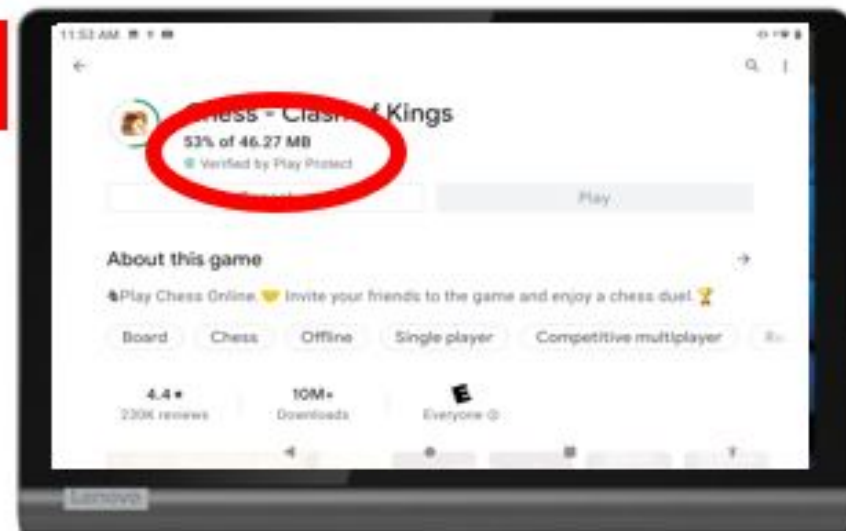 11:53 AM
Chess - Clash of Kings
53% of 46.27 MB
Verified by Play Protect
Play
About this game
♞Play Chess Online.🤝 Invite your friends to the game and enjoy a chess duel.🏆
Board Chess Offline Single player Competitive multiplayer
4.4★ 10M+ E
230K reviews Downloads Everyone
Lenovo